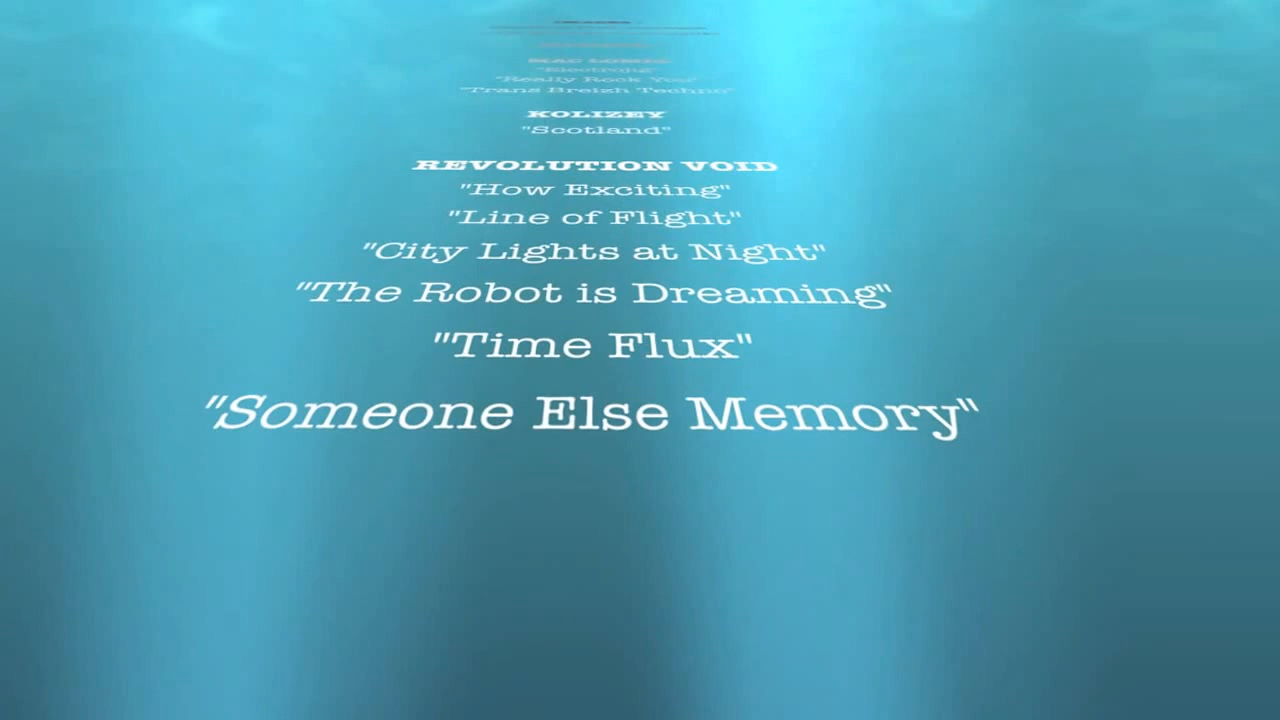 "Really Rock You"
"Trans Breizh Techno"
KOLIZEY
"Scotland"
REVOLUTION VOID
"How Exciting"
"Line of Flight"
"City Lights at Night"
"The Robot is Dreaming"
"Time Flux"
"Someone Else Memory"